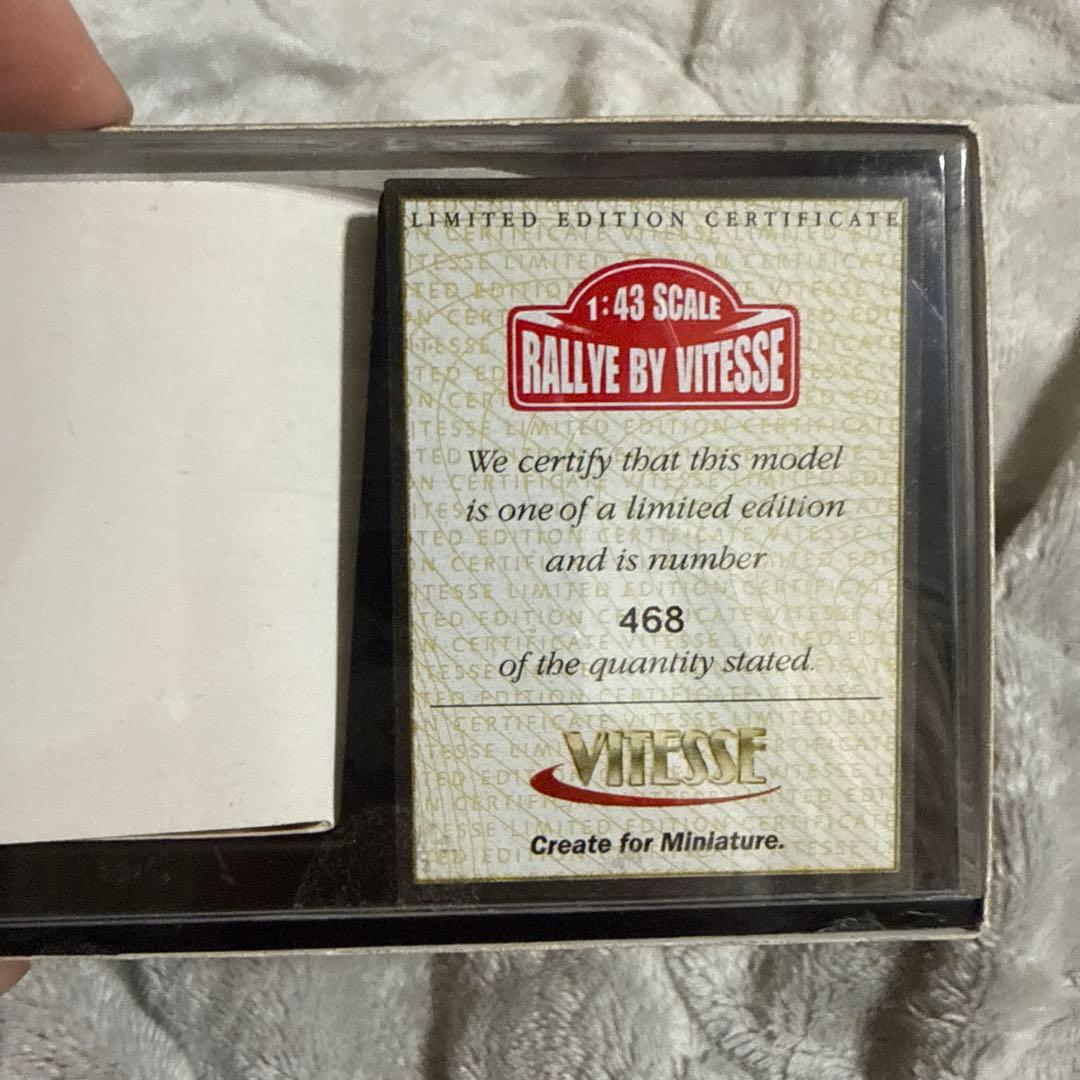 LIMITED EDITION CERTIFICATE
1:43 SCALE
RALLYE BY VITESSE
We certify that this model
is one of a limited edition
and is number
468
of the quantity stated.
VITESSE
Create for Miniature.